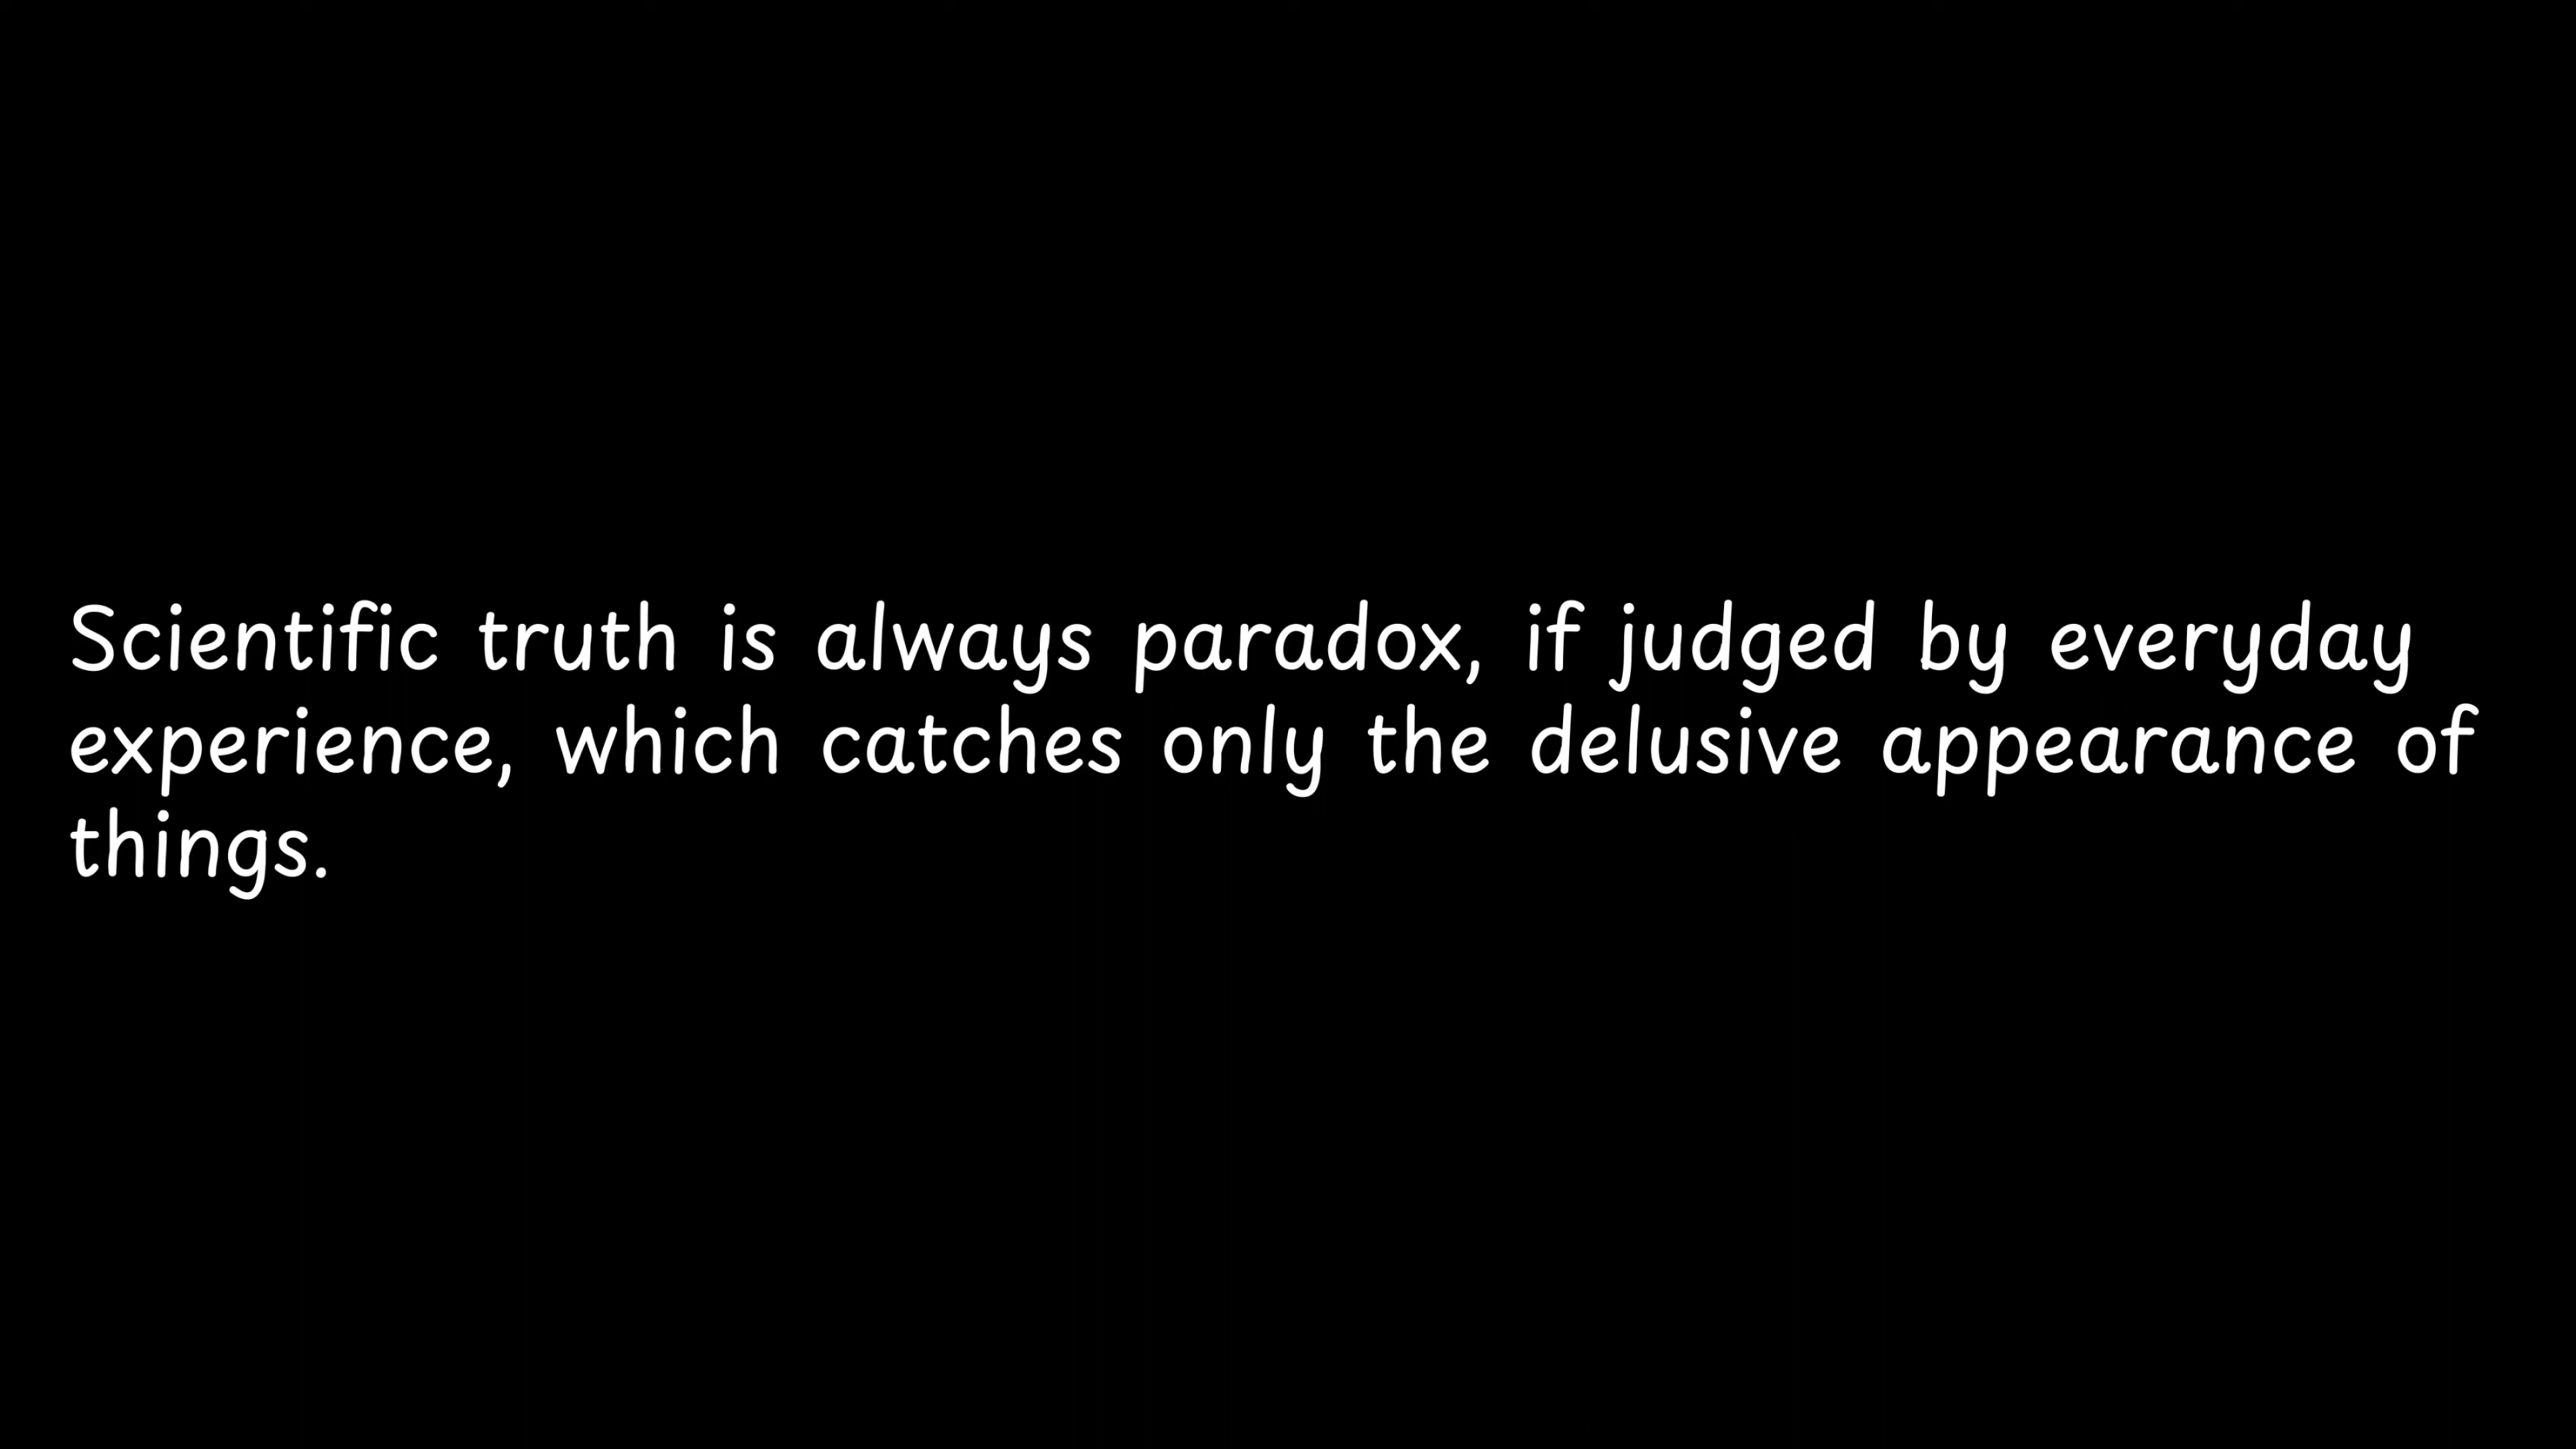 Scientific truth is always paradox, if judged by everyday
experience, which catches only the delusive appearance of
things.